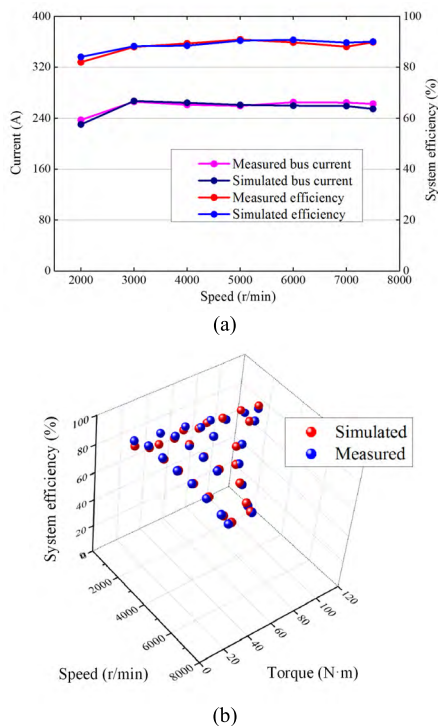 400
320
240
160
80
0
Current (A)
100
80
60
40
20
0
System efficiency (%)
Measured bus current
Simulated bus current
Measured efficiency
Simulated efficiency
2000 3000 4000 5000 6000 7000 8000
Speed (r/min)
(a)
100
80
60
40
20
0
System efficiency (%)
Simulated
Measured
2000
4000
6000
8000
Speed (r/min)
0
20
40
60
80
100
120
Torque (N·m)
(b)